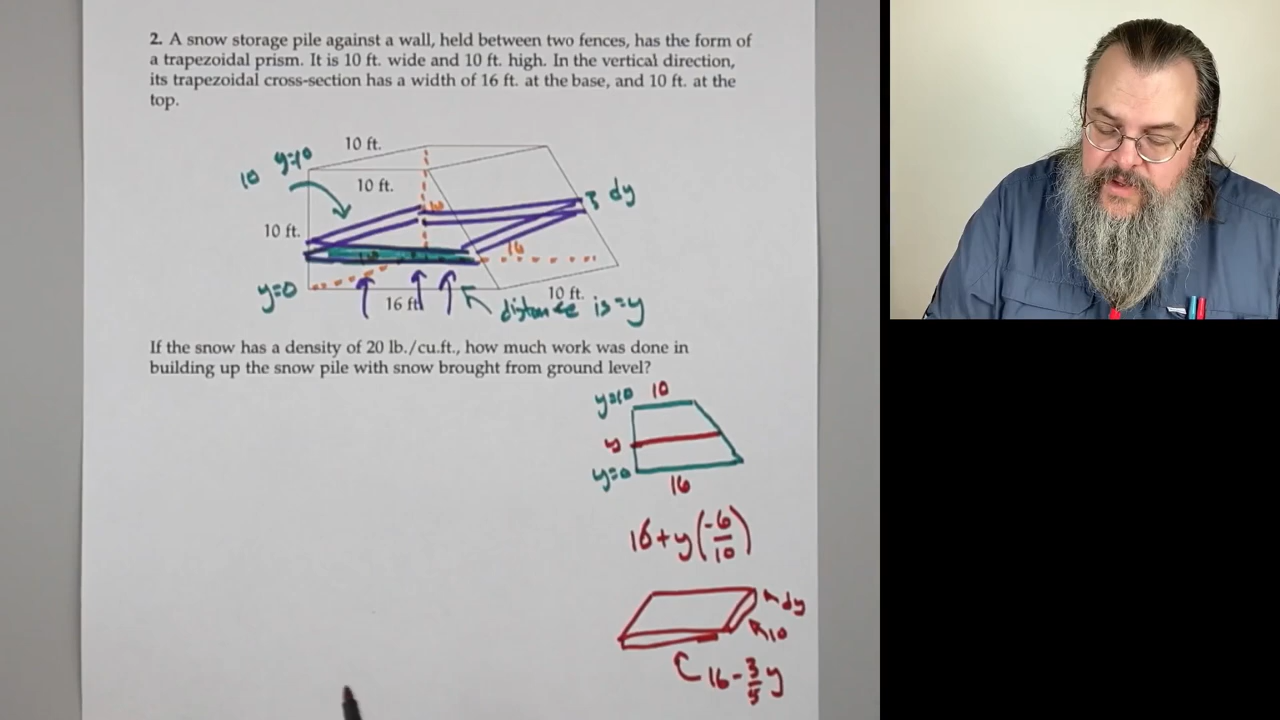 2. A snow storage pile against a wall, held between two fences, has the form of
a trapezoidal prism. It is 10 ft. wide and 10 ft. high. In the vertical direction,
its trapezoidal cross-section has a width of 16 ft. at the base, and 10 ft. at the
top.
10 ft.
10 y=10
10 ft.
dy
10
10 ft.
16
10
y=0
16 ft.
10 ft.
distance is = y
If the snow has a density of 20 lb./cu.ft., how much work was done in
building up the snow pile with snow brought from ground level?
y=10 10
y
y=0
16
16+y(-6/10)
dy
10
16-3/5y